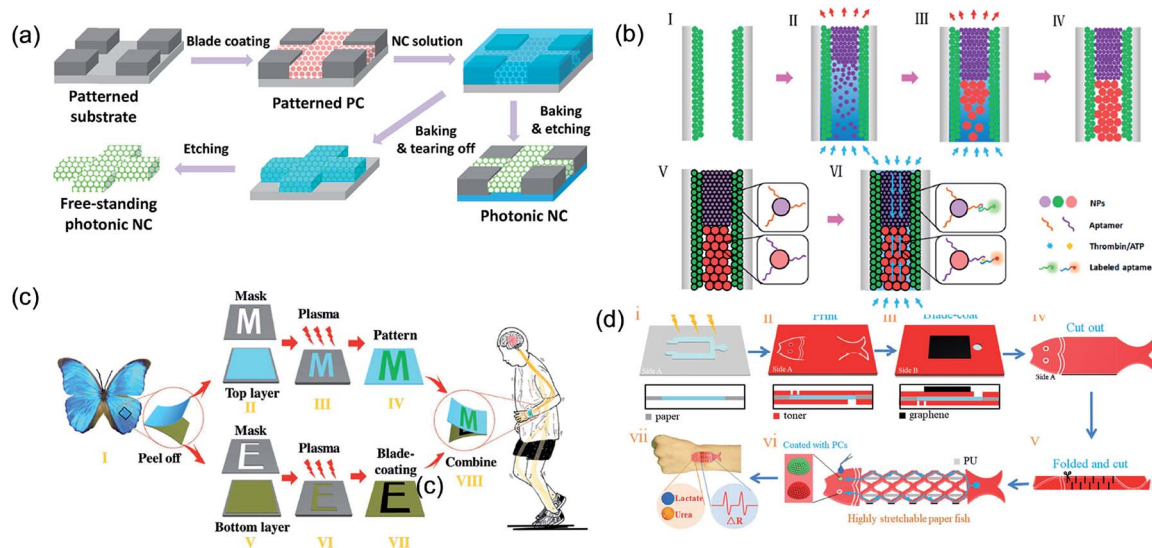 (a)
Blade coating
NC solution
Patterned
substrate
Patterned PC
Baking
& tearing off
Baking
& etching
Etching
Free-standing
photonic NC
Photonic NC
(b)
I
II
III
IV
V
VI
NPs
Aptamer
Thrombin/ATP
Labeled aptamer
(c)
Mask
M
Plasma
M
Pattern
M
Top layer
II
III
IV
I
Peel off
Mask
E
Plasma
E
Blade-
coating
E
(c)
M
Combine
VIII
Bottom layer
V
VI
VII
(d)
i
ii
Print
iii
Blade-coat
iv
Cut out
Side A
Side A
Side B
Side A
paper
toner
graphene
vii
Lactate
Urea
ΔR
vi
Coated with PCs
PU
v
Folded and cut
Highly stretchable paper fish